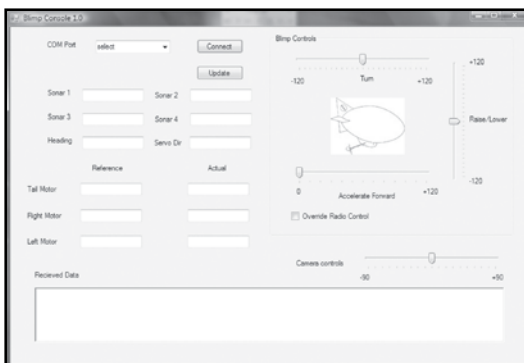 Blimp Console 1.0
COM Port select Connect
Update
Sonar 1 Sonar 2
Sonar 3 Sonar 4
Heading Servo Dir
Reference Actual
Tail Motor
Right Motor
Left Motor
Recieved Data
Blimp Controls
-120 Turn +120
+120
Raise/Lower
-120
0 Accelerate Forward +120
Override Radio Control
Camera controls
-90 +90